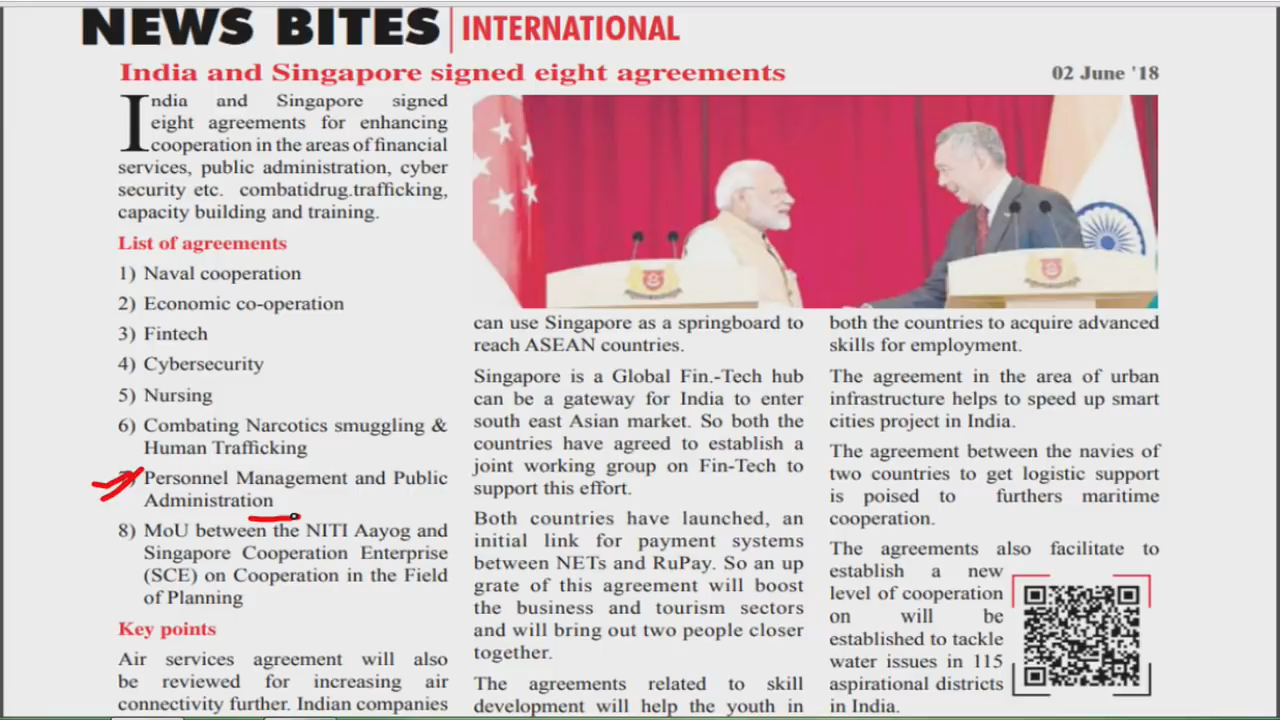 NEWS BITES INTERNATIONAL
India and Singapore signed eight agreements
02 June '18
India and Singapore signed
eight agreements for enhancing
cooperation in the areas of financial
services, public administration, cyber
security etc. combatidrug.trafficking,
capacity building and training.
List of agreements
1) Naval cooperation
2) Economic co-operation
3) Fintech
4) Cybersecurity
5) Nursing
6) Combating Narcotics smuggling &
Human Trafficking
7) Personnel Management and Public
Administration
8) MoU between the NITI Aayog and
Singapore Cooperation Enterprise
(SCE) on Cooperation in the Field
of Planning
Key points
Air services agreement will also
be reviewed for increasing air
connectivity further. Indian companies
can use Singapore as a springboard to
reach ASEAN countries.
Singapore is a Global Fin.-Tech hub
can be a gateway for India to enter
south east Asian market. So both the
countries have agreed to establish a
joint working group on Fin-Tech to
support this effort.
Both countries have launched, an
initial link for payment systems
between NETs and RuPay. So an up
grate of this agreement will boost
the business and tourism sectors
and will bring out two people closer
together.
The agreements related to skill
development will help the youth in
both the countries to acquire advanced
skills for employment.
The agreement in the area of urban
infrastructure helps to speed up smart
cities project in India.
The agreement between the navies of
two countries to get logistic support
is poised to furthers maritime
cooperation.
The agreements also facilitate to
establish a new
level of cooperation
on will be
established to tackle
water issues in 115
aspirational districts
in India.